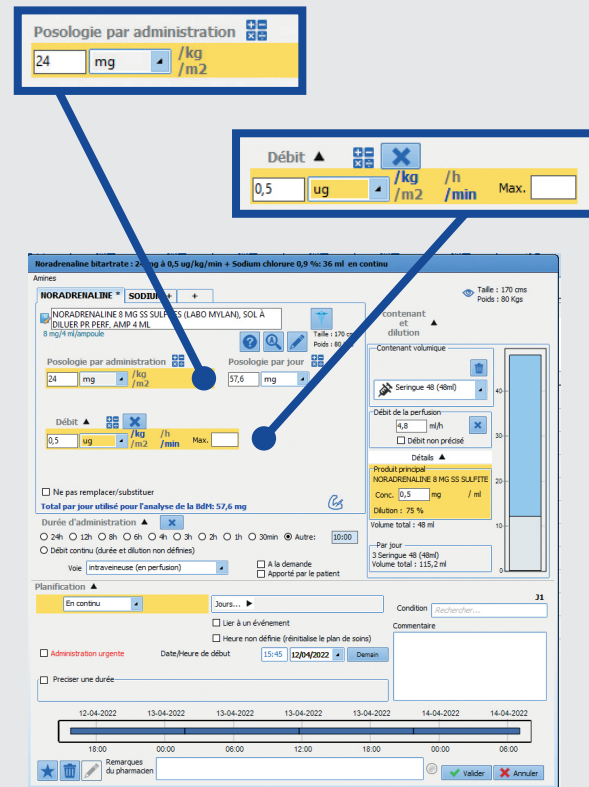 Posologie par administration
24 mg /kg
/m2
Débit ▲
0,5 ug /kg /h
/m2 /min Max.
Noradrenaline bitartrate : 24 mg à 0,5 ug/kg/min + Sodium chlorure 0,9 %: 36 ml en continu
Amines
NORADRENALINE * SODIUM + +
Taille : 170 cms
Poids : 80 Kgs
NORADRENALINE 8 MG SS SULFITES (LABO MYLAN), SOL À
DILUER PR PERF, AMP 4 ML
8 mg/4 ml/ampoule
Taille : 170 cms
Poids : 80
Posologie par administration Posologie par jour
24 mg /kg
/m2 57,6 mg
Débit ▲
0,5 ug /kg /h
/m2 /min Max.
Ne pas remplacer/substituer
Total par jour utilisé pour l'analyse de la BdM: 57,6 mg
contenant
et
dilution ▲
Contenant volumique
Seringue 48 (48ml)
Débit de la perfusion
4,8 ml/h
Débit non précisé
Détails ▲
Produit principal
NORADRENALINE 8 MG SS SULFITE
Conc. 0,5 mg / ml
Dilution : 75 %
Volume total : 48 ml
Par jour
3 Seringue 48 (48ml)
Volume total : 115,2 ml
40
30
20
10
0
Durée d'administration ▲
24h 12h 8h 6h 4h 3h 2h 1h 30min Autre: 10:00
Débit continu (durée et dilution non définies)
Voie intraveineuse (en perfusion)
A la demande
Apporté par le patient
Planification ▲
J1
En continu Jours... ▶ Condition Rechercher...
Lier à un événement
Commentaire
Heure non définie (réinitialise le plan de soins)
Administration urgente Date/Heure de début 15:45 12/04/2022 Demain
Preciser une durée
12-04-2022 13-04-2022 13-04-2022 13-04-2022 13-04-2022 14-04-2022 14-04-2022
18:00 00:00 06:00 12:00 18:00 00:00 06:00
Remarques
du pharmacien
Valider Annuler